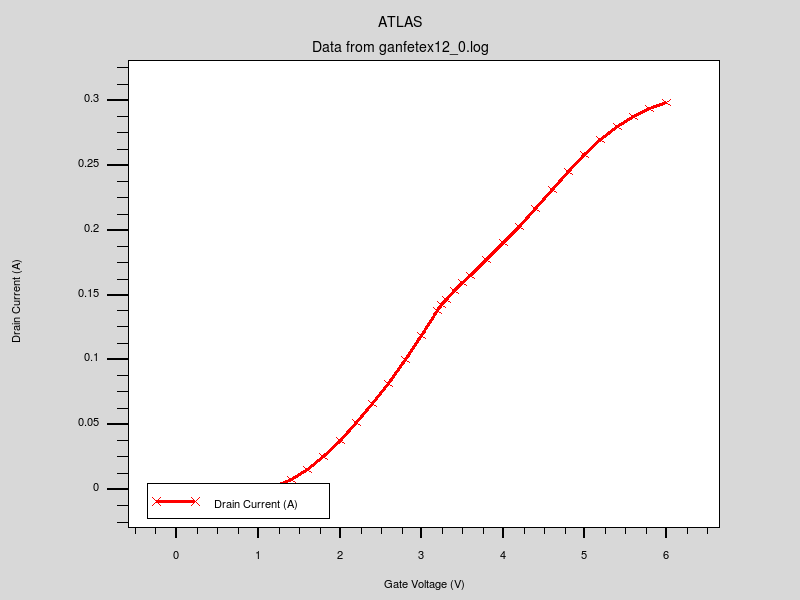 ATLAS
Data from ganfetex12_0.log
0.3
0.25
0.2
0.15
0.1
0.05
0
Drain Current (A)
Drain Current (A)
0 1 2 3 4 5 6
Gate Voltage (V)